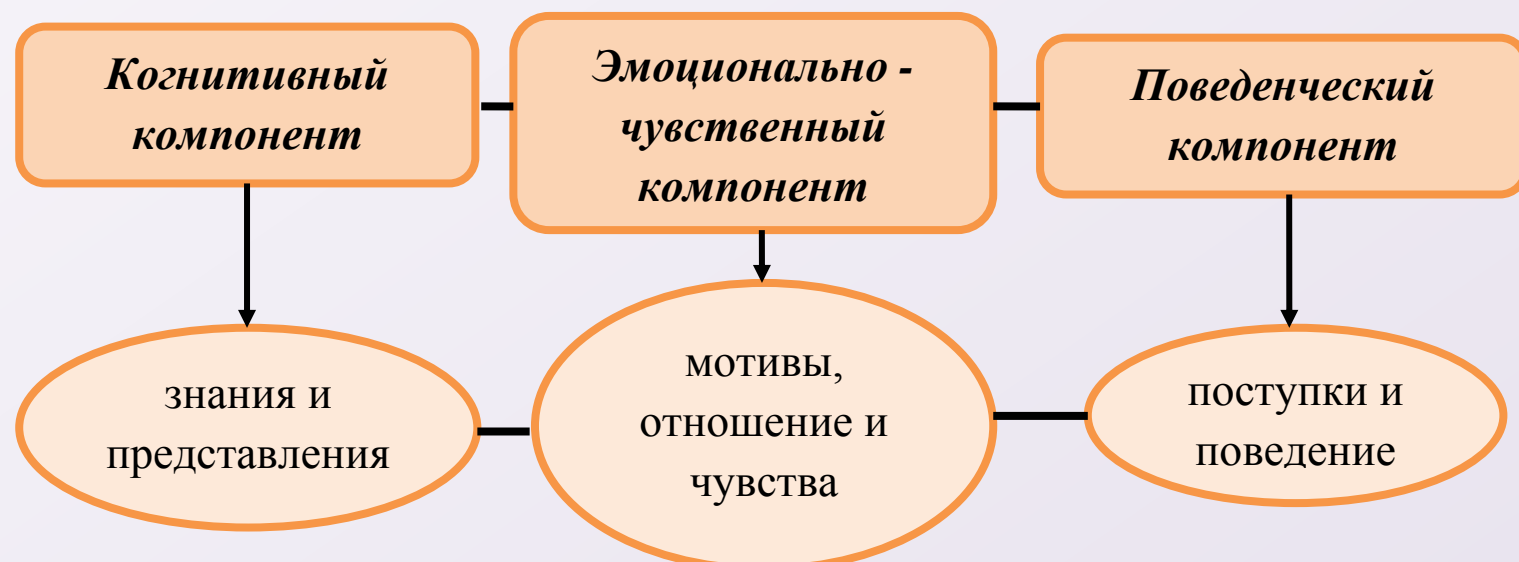 Когнитивный
компонент
Эмоционально -
чувственный
компонент
Поведенческий
компонент
знания и
представления
мотивы,
отношение и
чувства
поступки и
поведение